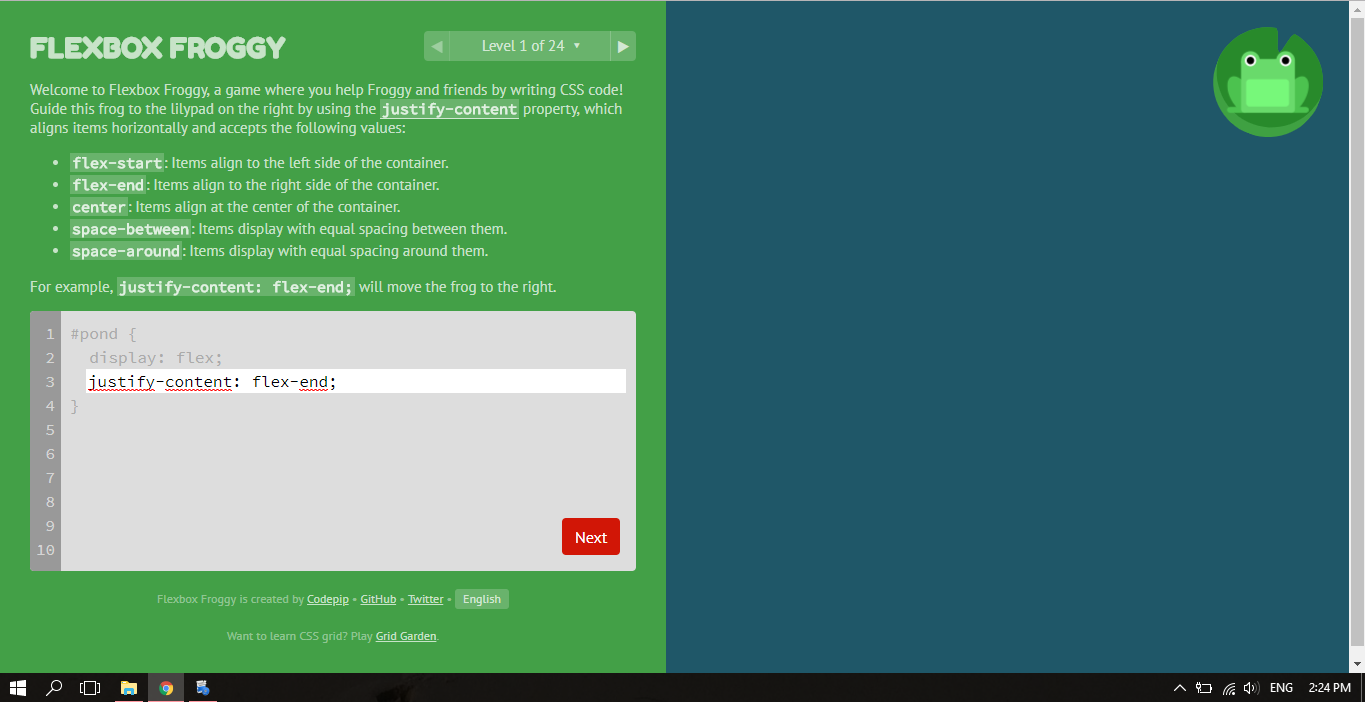 FLEXBOX FROGGY
◀ Level 1 of 24 ▼ ▶
Welcome to Flexbox Froggy, a game where you help Froggy and friends by writing CSS code!
Guide this frog to the lilypad on the right by using the justify-content property, which
aligns items horizontally and accepts the following values:
• flex-start: Items align to the left side of the container.
• flex-end: Items align to the right side of the container.
• center: Items align at the center of the container.
• space-between: Items display with equal spacing between them.
• space-around: Items display with equal spacing around them.
For example, justify-content: flex-end; will move the frog to the right.
1 #pond {
2 display: flex;
3 justify-content: flex-end;
4 }
5
6
7
8
9
10
Next
Flexbox Froggy is created by Codepip • GitHub • Twitter • English
Want to learn CSS grid? Play Grid Garden.
ENG 2:24 PM